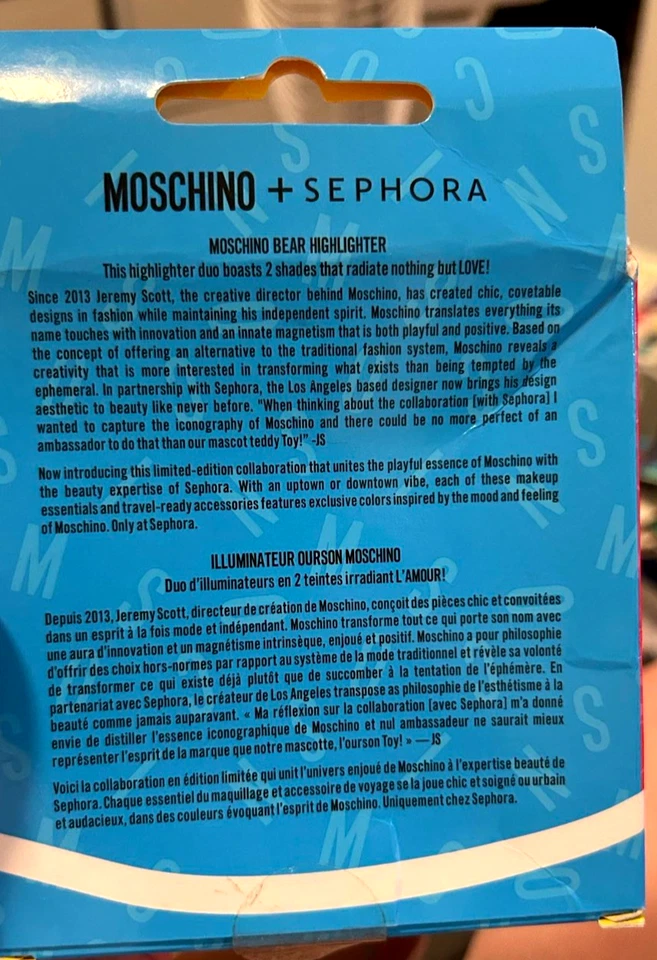 MOSCHINO + SEPHORA
MOSCHINO BEAR HIGHLIGHTER
This highlighter duo boasts 2 shades that radiate nothing but LOVE!
Since 2013 Jeremy Scott, the creative director behind Moschino, has created chic, covetable
designs in fashion while maintaining his independent spirit. Moschino translates everything its
name touches with innovation and an innate magnetism that is both playful and positive. Based on
the concept of offering an alternative to the traditional fashion system, Moschino reveals a
creativity that is more interested in transforming what exists than being tempted by the
ephemeral. In partnership with Sephora, the Los Angeles based designer now brings his design
aesthetic to beauty like never before. "When thinking about the collaboration [with Sephora] I
wanted to capture the iconography of Moschino and there could be no more perfect of an
ambassador to do that than our mascot teddy Toy!" -JS
Now introducing this limited-edition collaboration that unites the playful essence of Moschino with
the beauty expertise of Sephora. With an uptown or downtown vibe, each of these makeup
essentials and travel-ready accessories features exclusive colors inspired by the mood and feeling
of Moschino. Only at Sephora.
ILLUMINATEUR OURSON MOSCHINO
Duo d'illuminateurs en 2 teintes irradiant L'AMOUR!
Depuis 2013, Jeremy Scott, directeur de création de Moschino, conçoit des pièces chic et convoitées
dans un esprit à la fois mode et indépendant. Moschino transforme tout ce qui porte son nom avec
une aura d'innovation et un magnétisme intrinsèque, enjoué et positif. Moschino a pour philosophie
d'offrir des choix hors-normes par rapport au système de la mode traditionnel et révèle sa volonté
de transformer ce qui existe déjà plutôt que de succomber à la tentation de l'éphémère. En
partenariat avec Sephora, le créateur de Los Angeles transpose as philosophie de l'esthétisme à la
beauté comme jamais auparavant. « Ma réflexion sur la collaboration [avec Sephora] m'a donné
envie de distiller l'essence iconographique de Moschino et nul ambassadeur ne saurait mieux
représenter l'esprit de la marque que notre mascotte, l'ourson Toy! » — JS
Voici la collaboration en édition limitée qui unit l'univers enjoué de Moschino à l'expertise beauté de
Sephora. Chaque essentiel du maquillage et accessoire de voyage se la joue chic et soigné ou urbain
et audacieux, dans des couleurs évoquant l'esprit de Moschino. Uniquement chez Sephora.